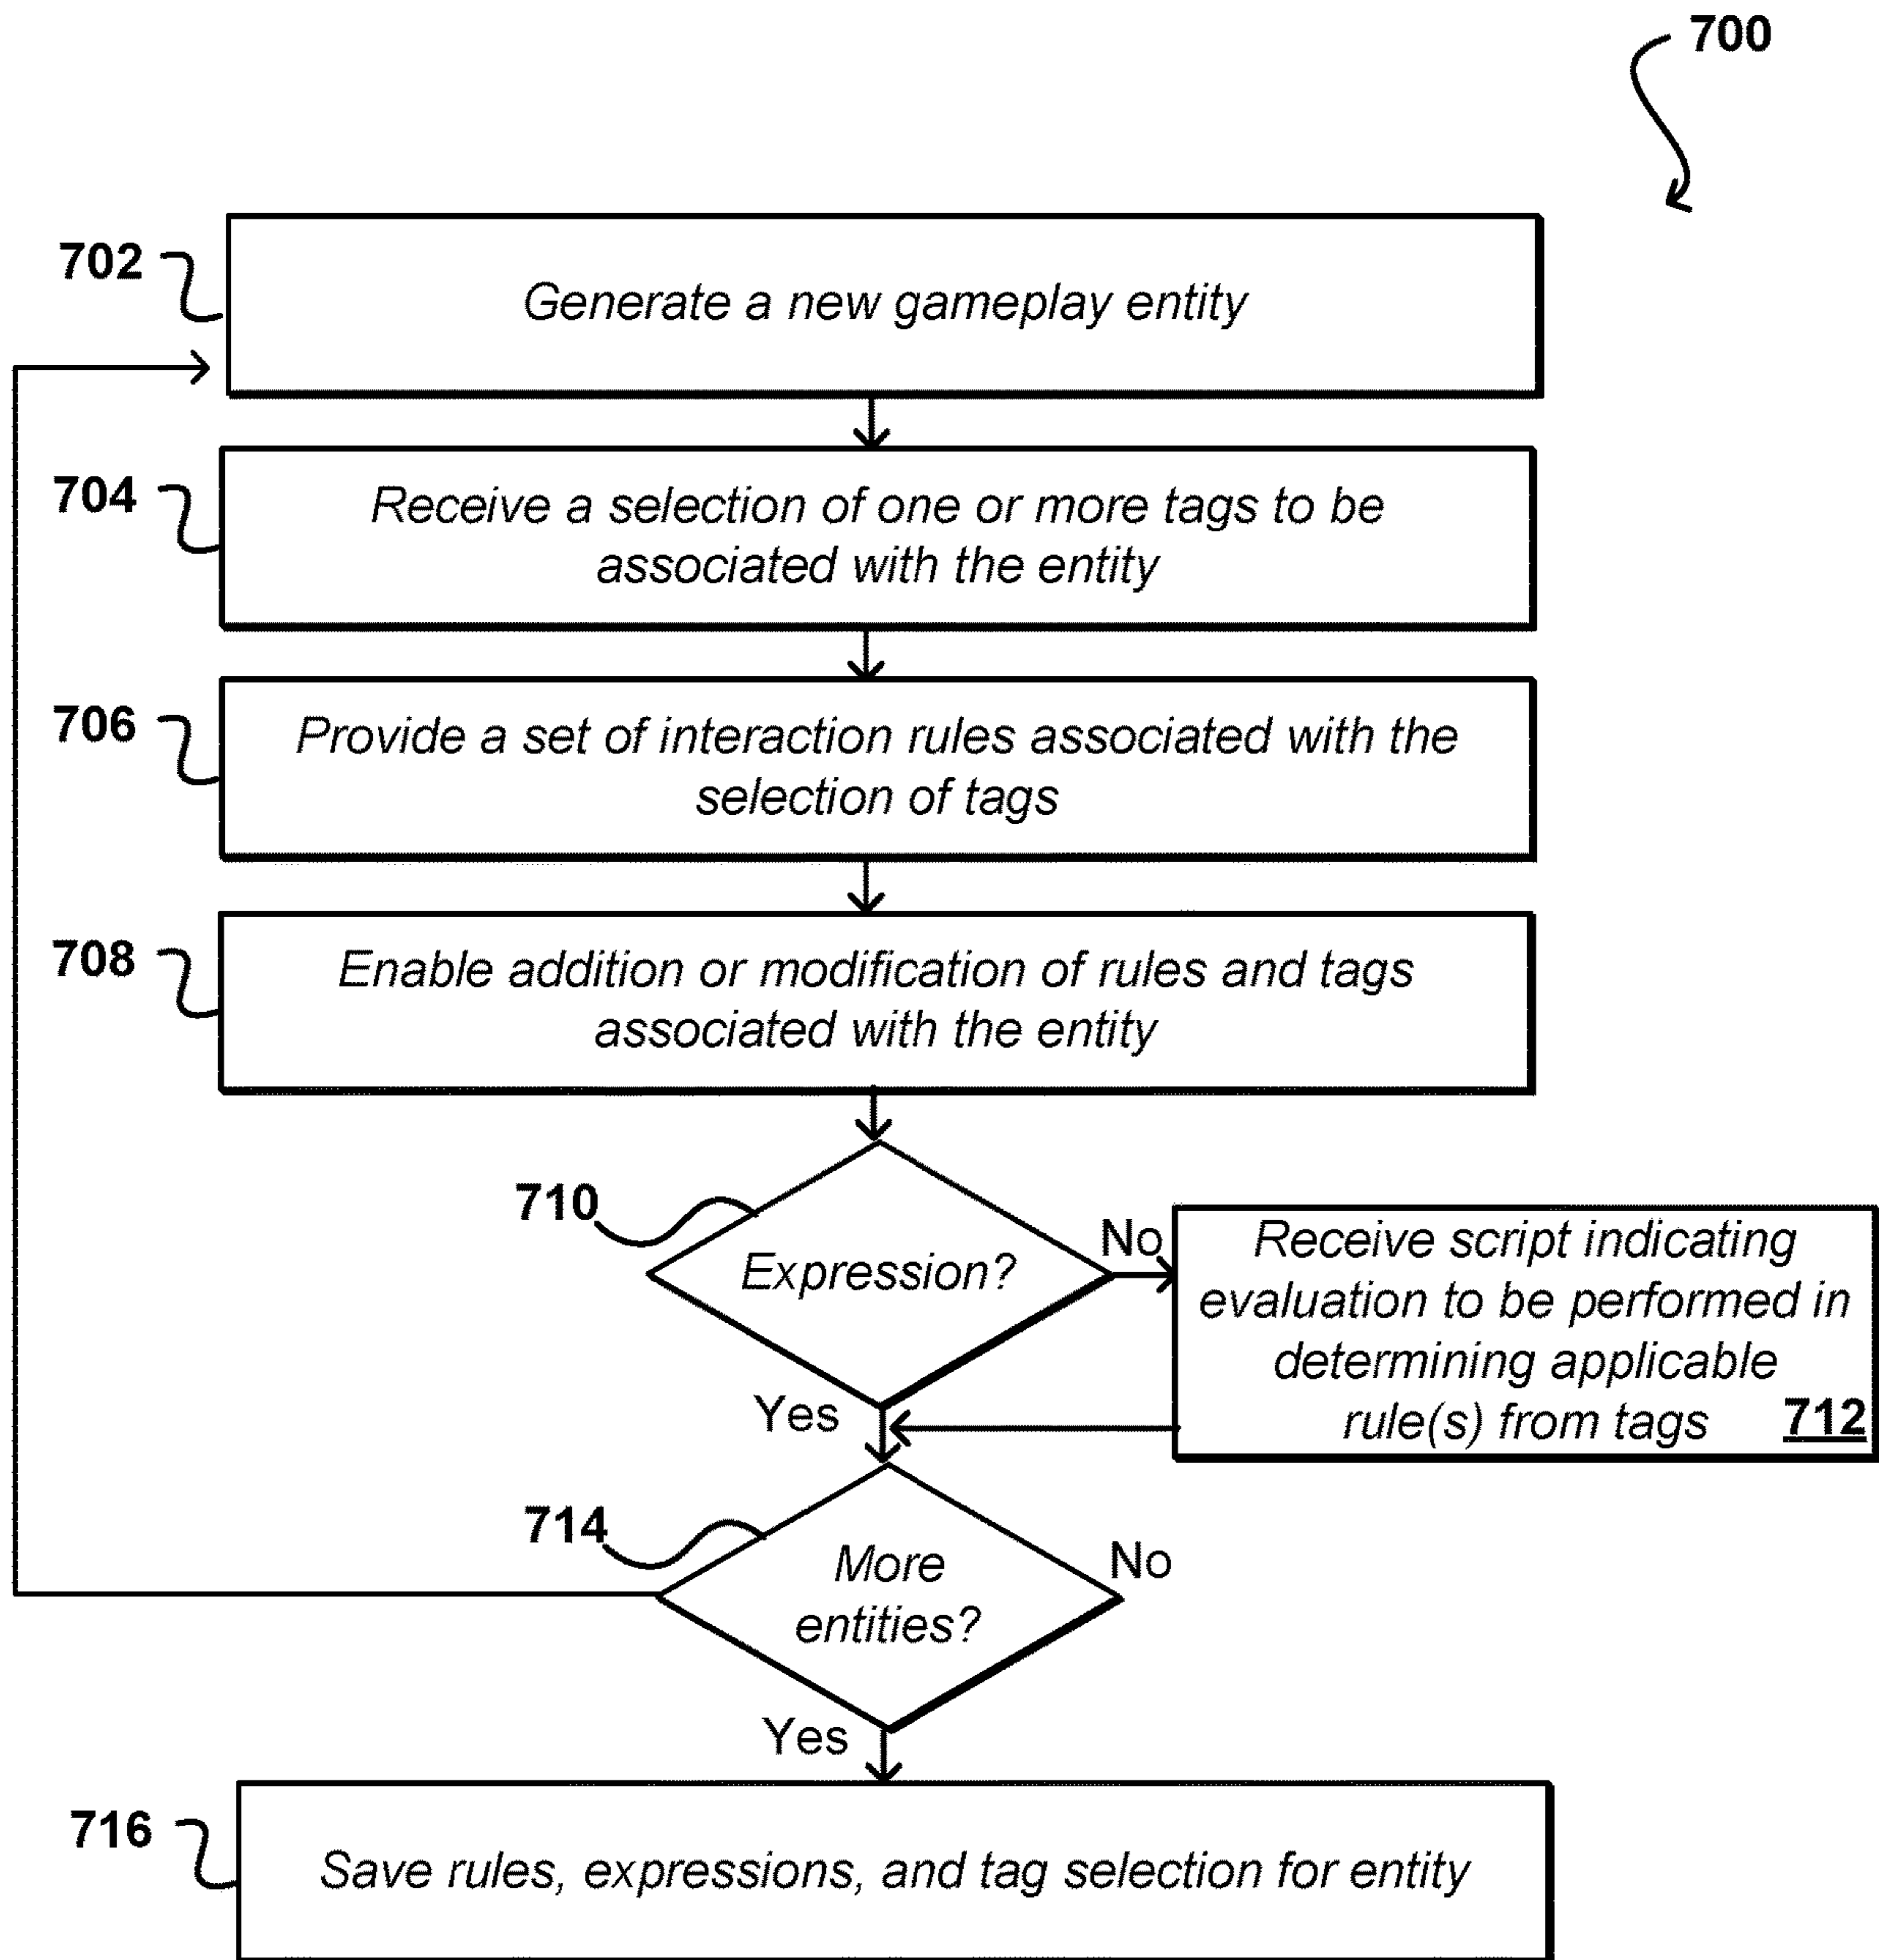 700
702
Generate a new gameplay entity
704
Receive a selection of one or more tags to be
associated with the entity
706
Provide a set of interaction rules associated with the
selection of tags
708
Enable addition or modification of rules and tags
associated with the entity
710
Expression?
No
Receive script indicating
evaluation to be performed in
determining applicable
rule(s) from tags 712
Yes
714
More
entities?
No
Yes
716
Save rules, expressions, and tag selection for entity